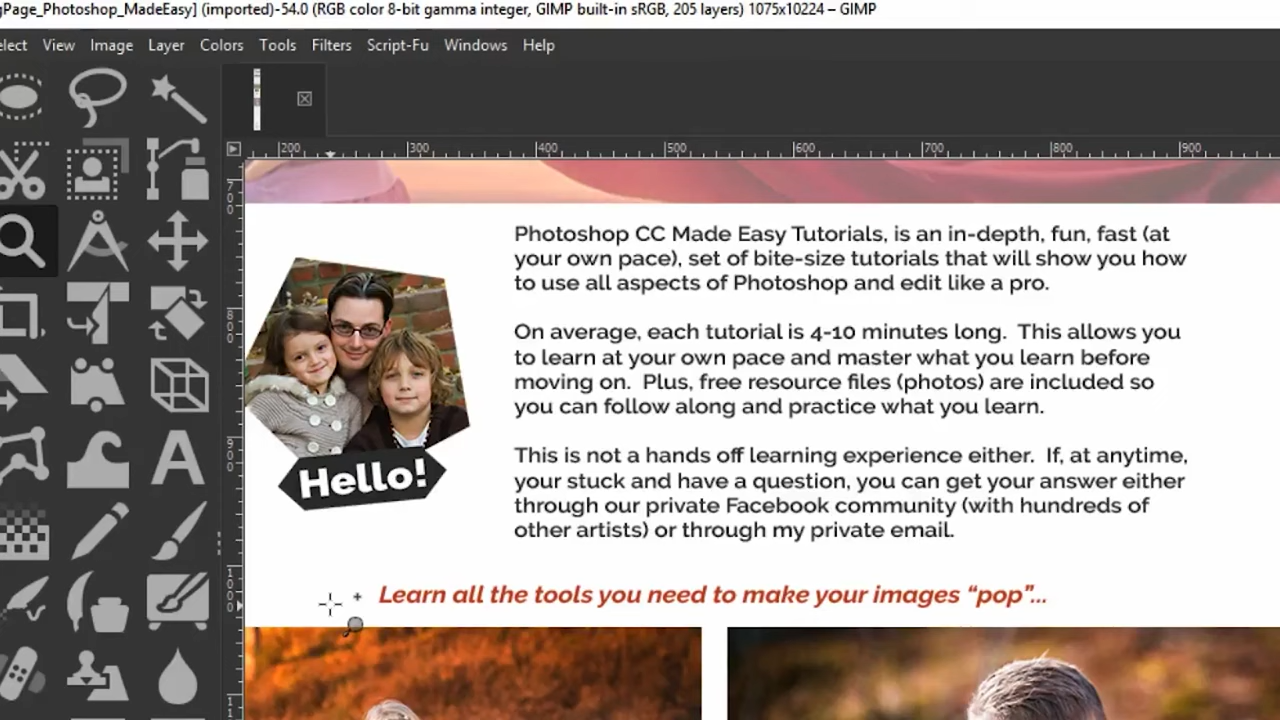 gPage_Photoshop_MadeEasy] (imported)-54.0 (RGB color 8-bit gamma integer, GIMP built-in sRGB, 205 layers) 1075x10224 – GIMP
elect View Image Layer Colors Tools Filters Script-Fu Windows Help
200 300 400 500 600 700 800 900
700
800
900
1000
11
Photoshop CC Made Easy Tutorials, is an in-depth, fun, fast (at
your own pace), set of bite-size tutorials that will show you how
to use all aspects of Photoshop and edit like a pro.
On average, each tutorial is 4-10 minutes long.  This allows you
to learn at your own pace and master what you learn before
moving on.  Plus, free resource files (photos) are included so
you can follow along and practice what you learn.
Hello!
This is not a hands off learning experience either.  If, at anytime,
your stuck and have a question, you can get your answer either
through our private Facebook community (with hundreds of
other artists) or through my private email.
Learn all the tools you need to make your images “pop”...